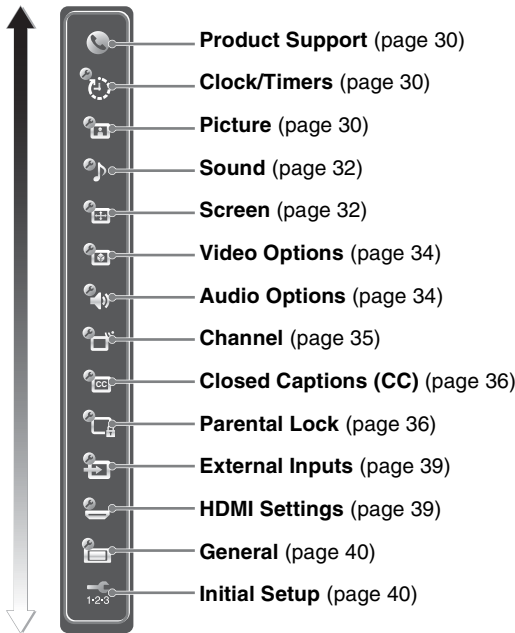 Product Support (page 30)
Clock/Timers (page 30)
Picture (page 30)
Sound (page 32)
Screen (page 32)
Video Options (page 34)
Audio Options (page 34)
Channel (page 35)
CC Closed Captions (CC) (page 36)
Parental Lock (page 36)
External Inputs (page 39)
HDMI Settings (page 39)
General (page 40)
1•2•3 Initial Setup (page 40)